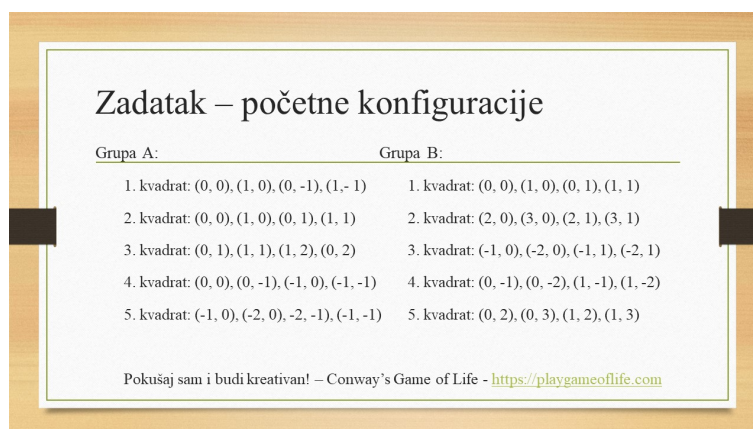 Zadatak – početne konfiguracije
Grupa A:
1. kvadrat: (0, 0), (1, 0), (0, -1), (1,- 1)
2. kvadrat: (0, 0), (1, 0), (0, 1), (1, 1)
3. kvadrat: (0, 1), (1, 1), (1, 2), (0, 2)
4. kvadrat: (0, 0), (0, -1), (-1, 0), (-1, -1)
5. kvadrat: (-1, 0), (-2, 0), -2, -1), (-1, -1)
Grupa B:
1. kvadrat: (0, 0), (1, 0), (0, 1), (1, 1)
2. kvadrat: (2, 0), (3, 0), (2, 1), (3, 1)
3. kvadrat: (-1, 0), (-2, 0), (-1, 1), (-2, 1)
4. kvadrat: (0, -1), (0, -2), (1, -1), (1, -2)
5. kvadrat: (0, 2), (0, 3), (1, 2), (1, 3)
Pokušaj sam i budi kreativan! – Conway’s Game of Life - https://playgameoflife.com